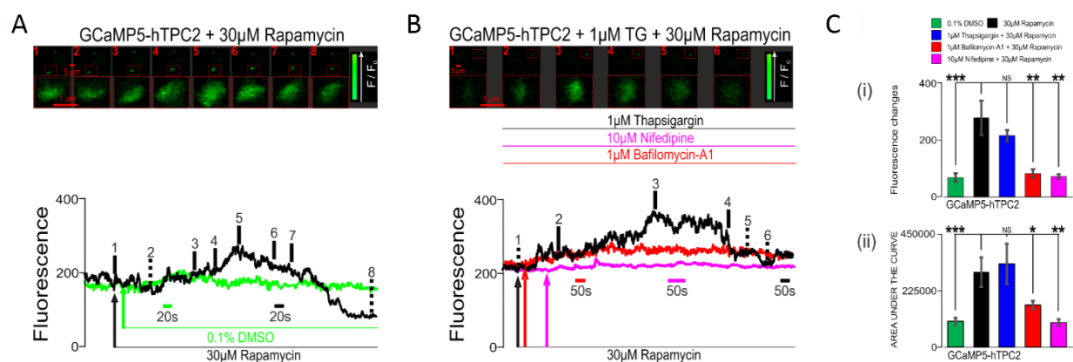 A
GCaMP5-hTPC2 + 30µM Rapamycin
1 2 3 4 5 6 7 8
5 µm
1 µm
F / F₀
400
200
0
Fluorescence
1 2 3 4 5 6 7 8
20s
20s
0.1% DMSO
30µM Rapamycin
B
GCaMP5-hTPC2 + 1µM TG + 30µM Rapamycin
1 2 3 4 5 6
F / F₀
1µM Thapsigargin
10µM Nifedipine
1µM Bafilomycin-A1
400
200
0
Fluorescence
1 2 3 4 5 6
50s
50s
50s
30µM Rapamycin
C
0.1% DMSO
30µM Rapamycin
1µM Thapsigargin + 30µM Rapamycin
1µM Bafilomycin-A1 + 30µM Rapamycin
10µM Nifedipine + 30µM Rapamycin
(i)
*** NS ** **
400
200
0
Fluorescence changes
GCaMP5-hTPC2
(ii)
*** NS * **
450000
225000
0
AREA UNDER THE CURVE
GCaMP5-hTPC2